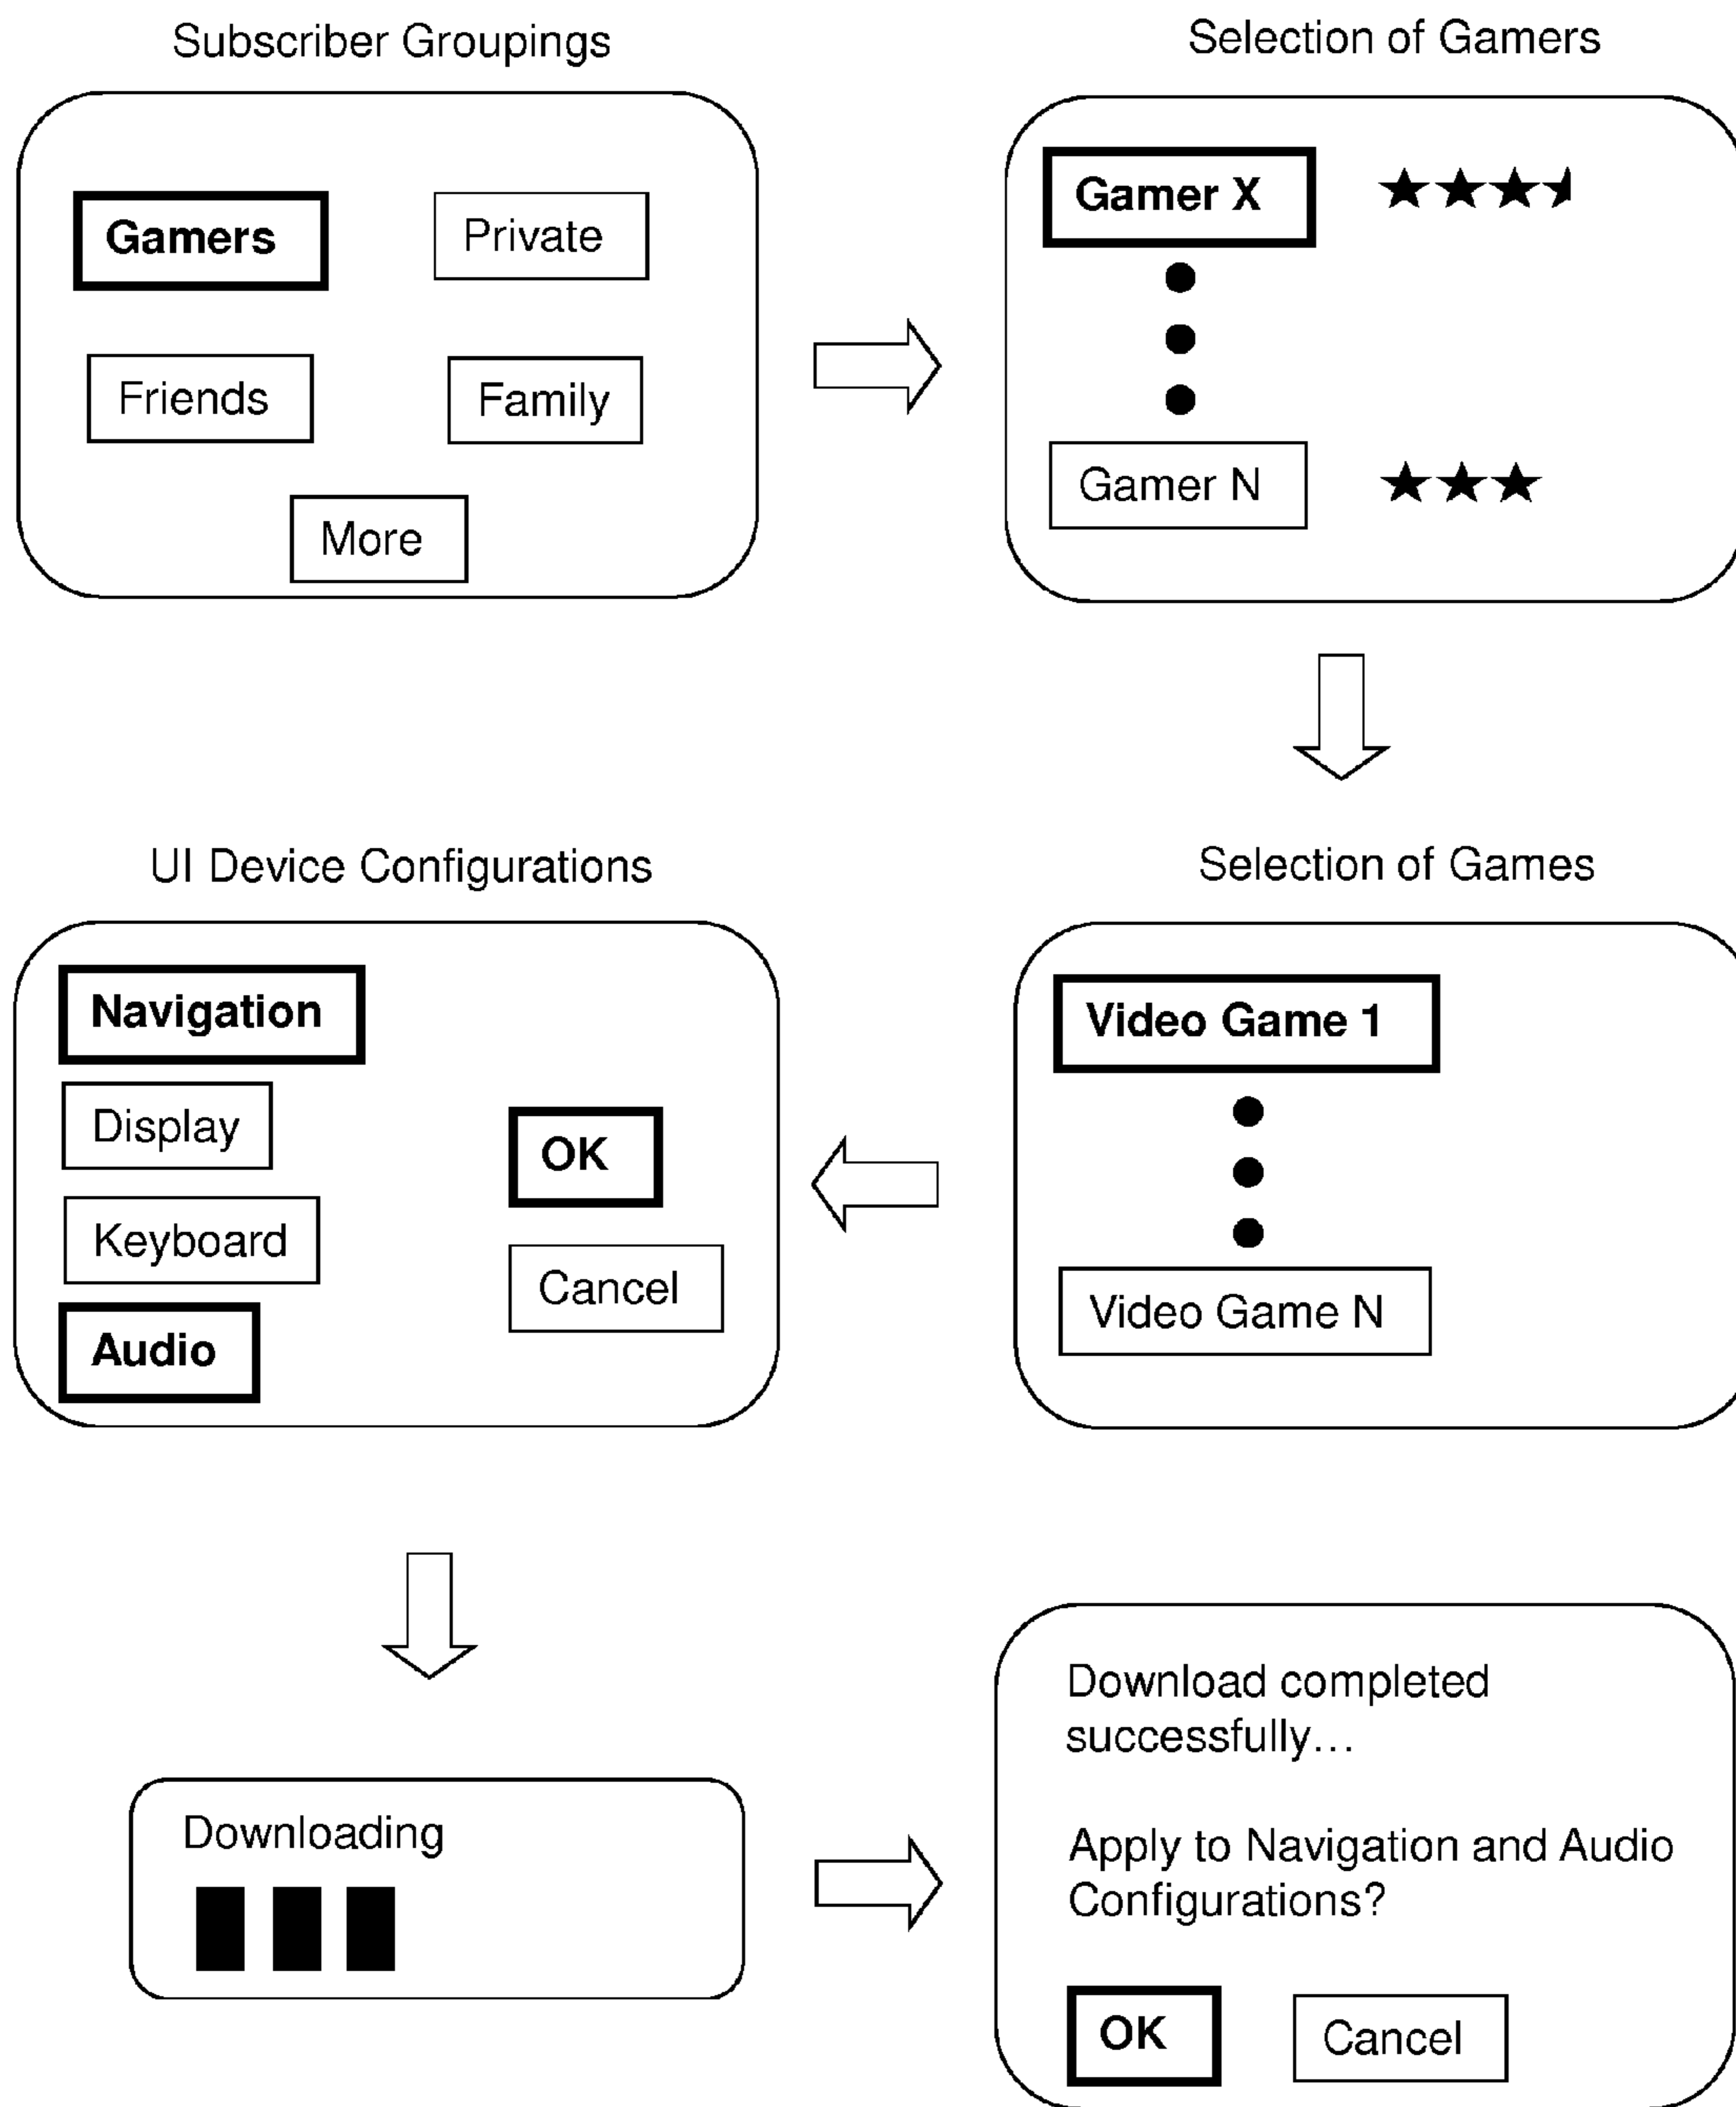 Subscriber Groupings
Gamers
Private
Friends
Family
More
Selection of Gamers
Gamer X
Gamer N
Selection of Games
Video Game 1
Video Game N
UI Device Configurations
Navigation
Display
Keyboard
Audio
OK
Cancel
Downloading
Download completed
successfully…
Apply to Navigation and Audio
Configurations?
OK
Cancel